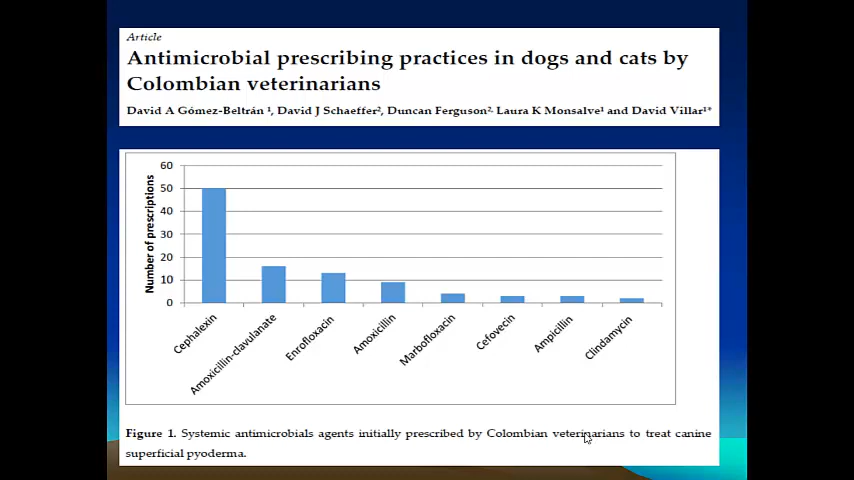 Article
Antimicrobial prescribing practices in dogs and cats by
Colombian veterinarians
David A Gómez-Beltrán ¹, David J Schaeffer², Duncan Ferguson², Laura K Monsalve¹ and David Villar¹*
Number of prescriptions
60
50
40
30
20
10
0
Cephalexin
Amoxicillin-clavulanate
Enrofloxacin
Amoxicillin
Marbofloxacin
Cefovecin
Ampicillin
Clindamycin
Figure 1. Systemic antimicrobials agents initially prescribed by Colombian veterinarians to treat canine
superficial pyoderma.